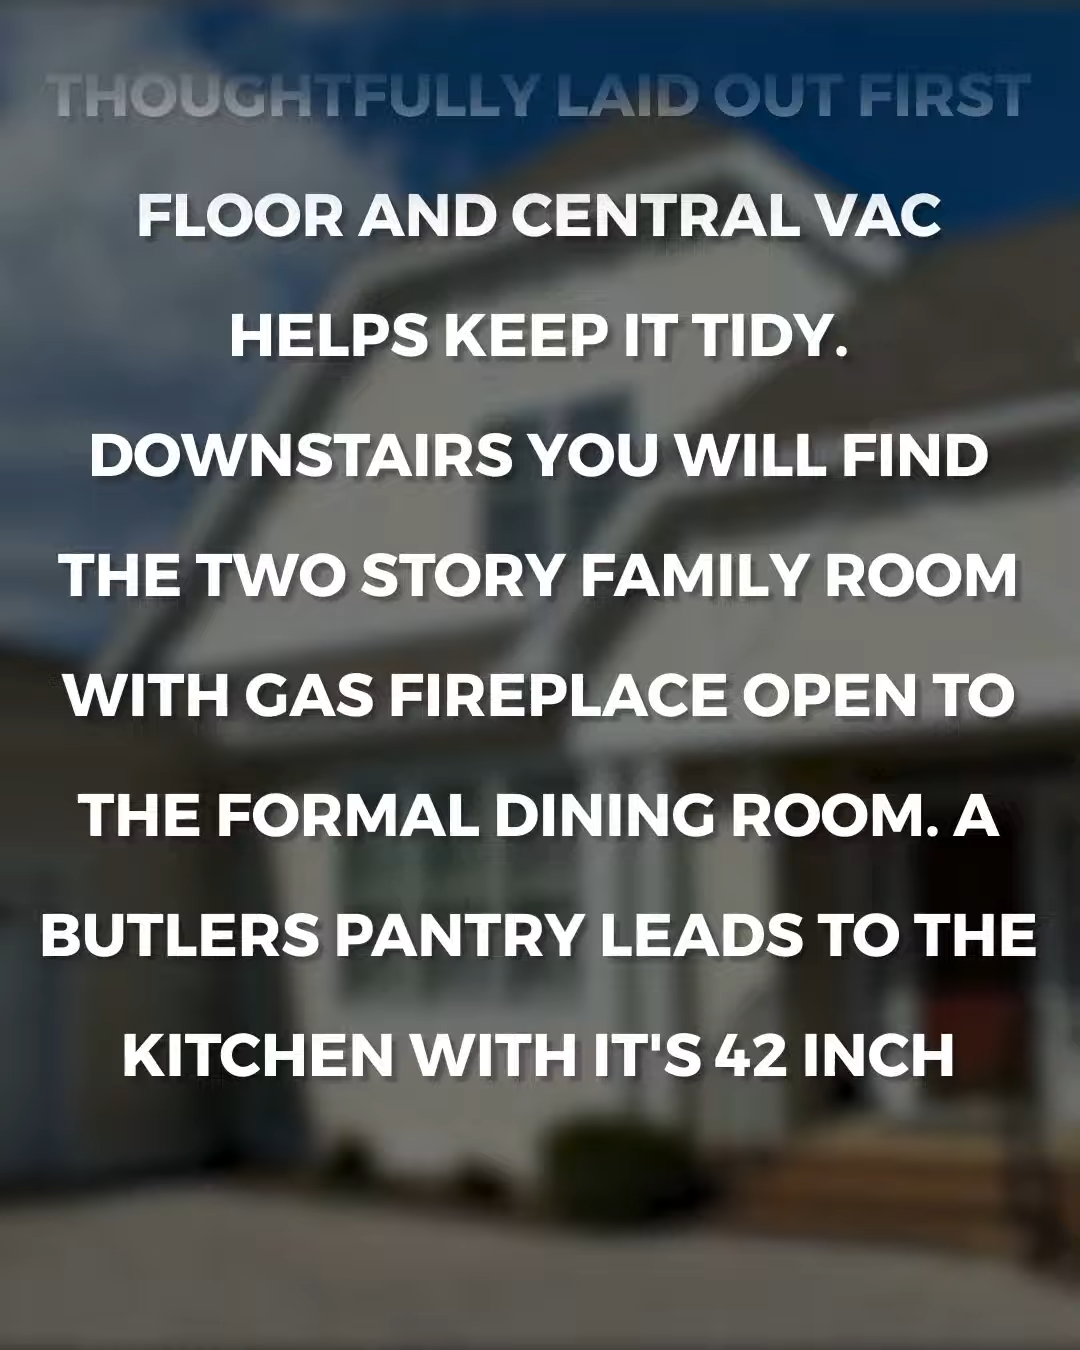 THOUGHTFULLY LAID OUT FIRST
FLOOR AND CENTRAL VAC
HELPS KEEP IT TIDY.
DOWNSTAIRS YOU WILL FIND
THE TWO STORY FAMILY ROOM
WITH GAS FIREPLACE OPEN TO
THE FORMAL DINING ROOM. A
BUTLERS PANTRY LEADS TO THE
KITCHEN WITH IT'S 42 INCH